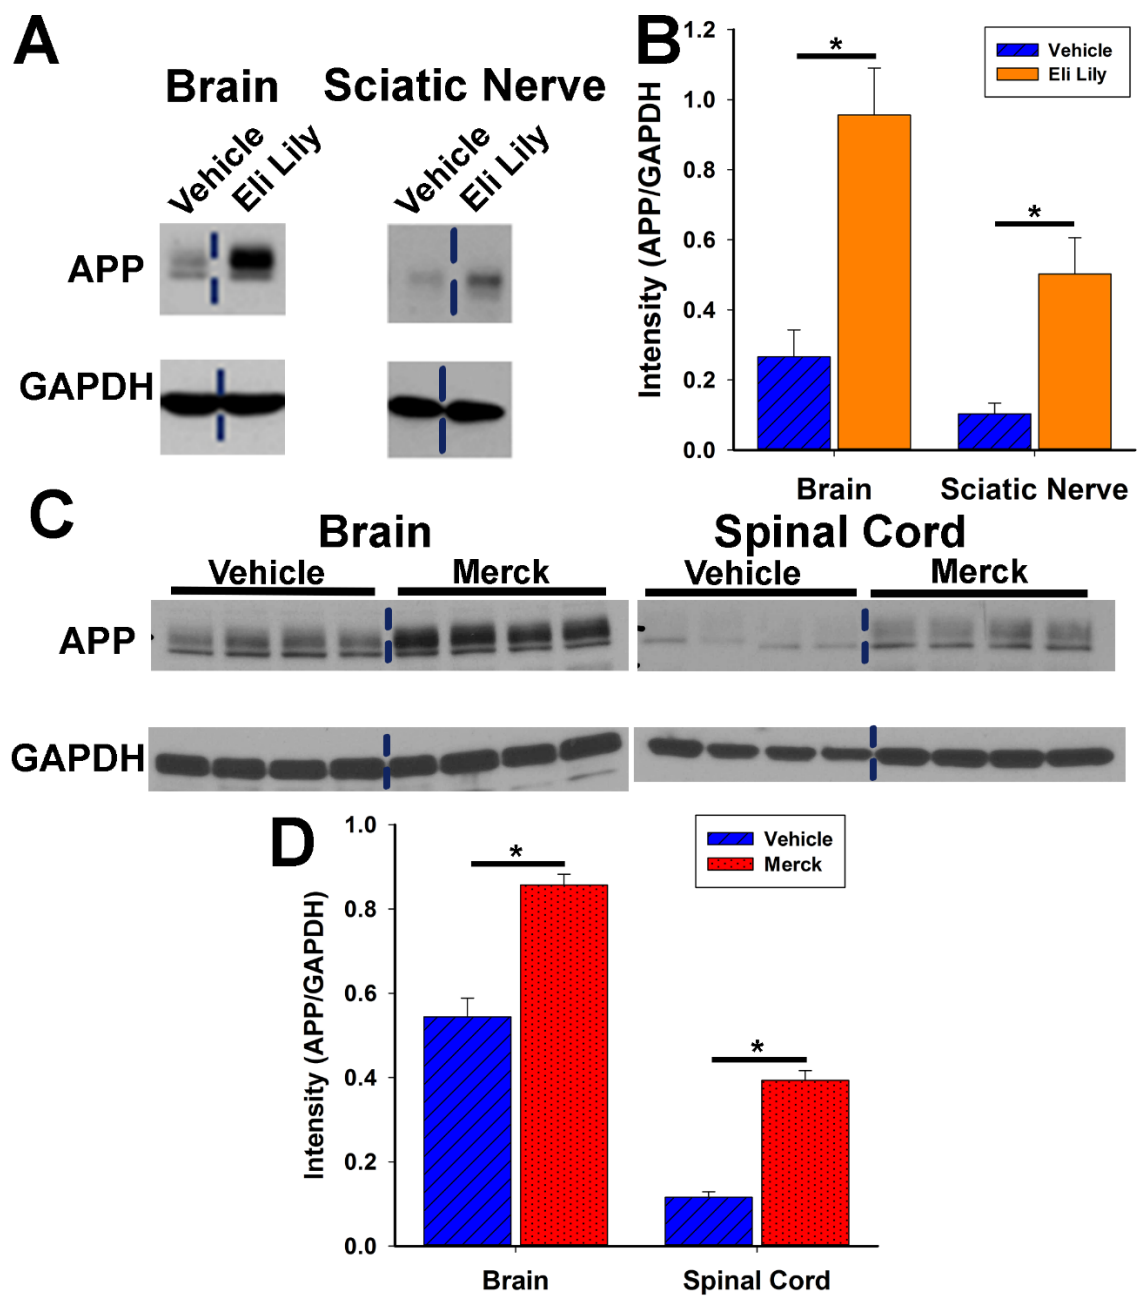 A
Brain
Sciatic Nerve
Vehicle
Eli Lily
Vehicle
Eli Lily
APP
GAPDH
B
Intensity (APP/GAPDH
1.2
1.0
0.8
0.6
0.4
0.2
0.0
*
*
Vehicle
Eli Lily
Brain
Sciatic Nerve
C
Brain
Spinal Cord
Vehicle
Merck
Vehicle
Merck
APP
GAPDH
D
Intensity (APP/GAPDH)
1.0
0.8
0.6
0.4
0.2
0.0
*
*
Vehicle
Merck
Brain
Spinal Cord